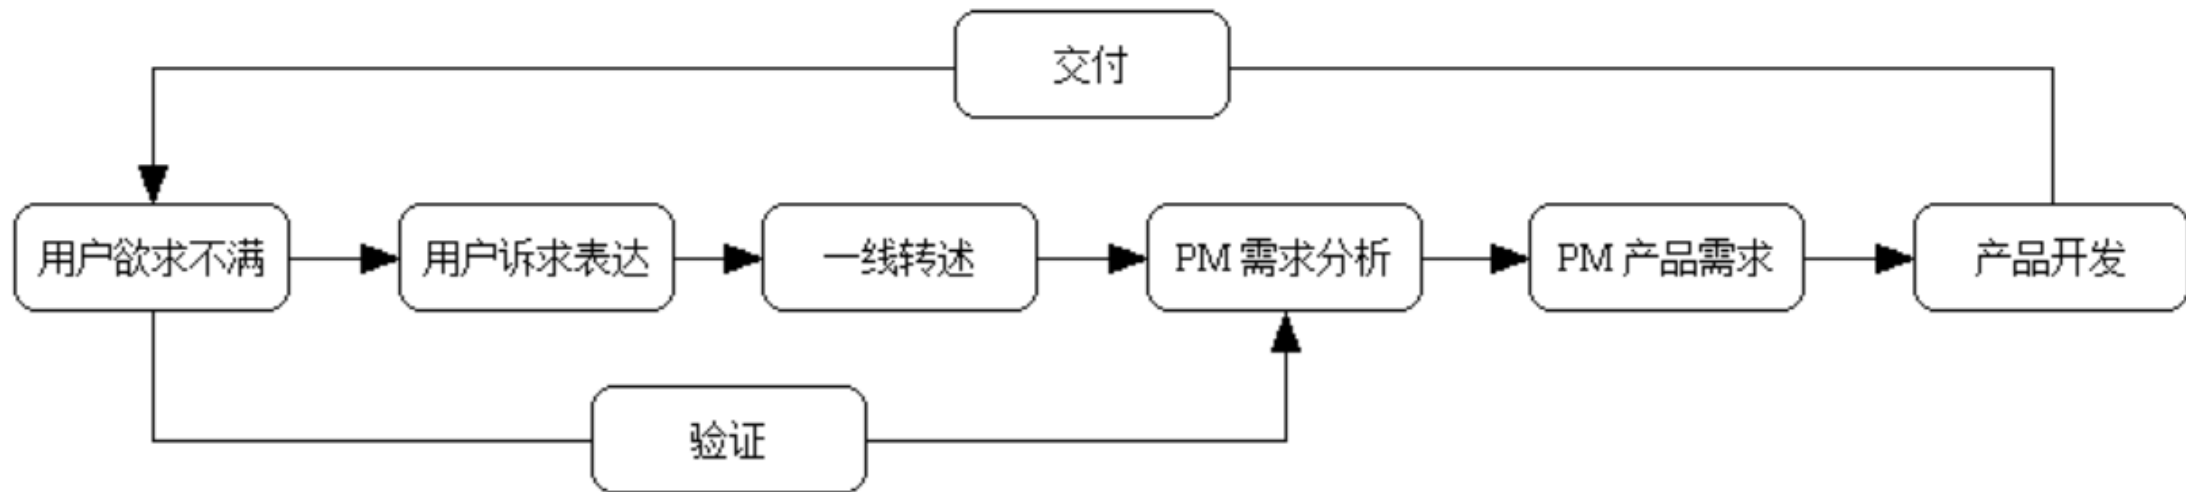 交付
用户欲求不满
用户诉求表达
一线转述
PM 需求分析
PM 产品需求
产品开发
验证